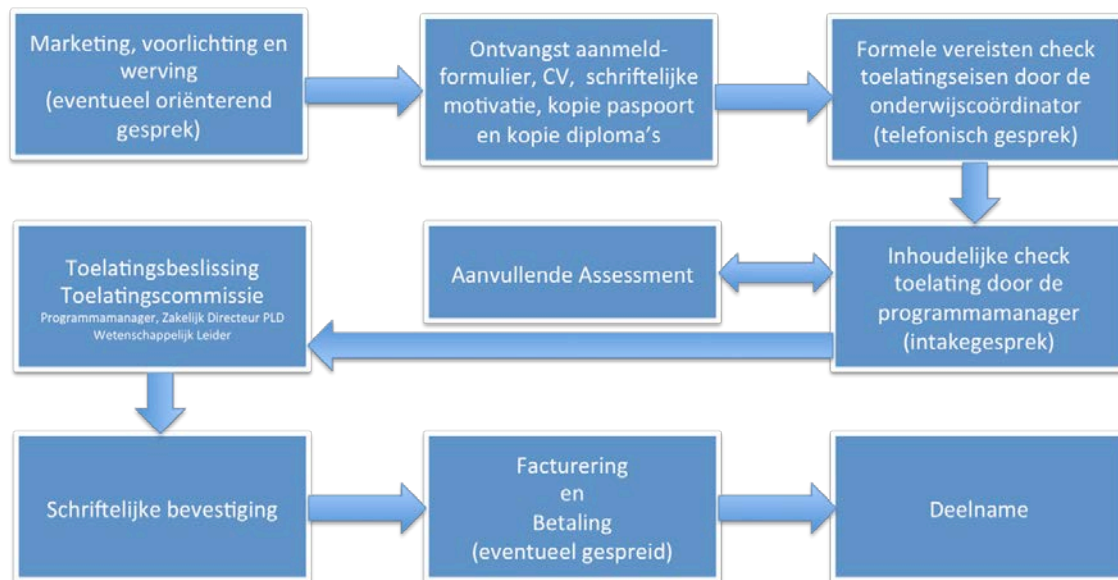 Marketing, voorlichting en
werving
(eventueel oriënterend
gesprek)
Ontvangst aanmeld-
formulier, CV, schriftelijke
motivatie, kopie paspoort
en kopie diploma's
Formele vereisten check
toelatingseisen door de
onderwijscoördinator
(telefonisch gesprek)
Inhoudelijke check
toelating door de
programmamanager
(intakegesprek)
Aanvullende Assessment
Toelatingsbeslissing
Toelatingscommissie
Programmamanager, Zakelijk Directeur PLD
Wetenschappelijk Leider
Schriftelijke bevestiging
Facturering
en
Betaling
(eventueel gespreid)
Deelname